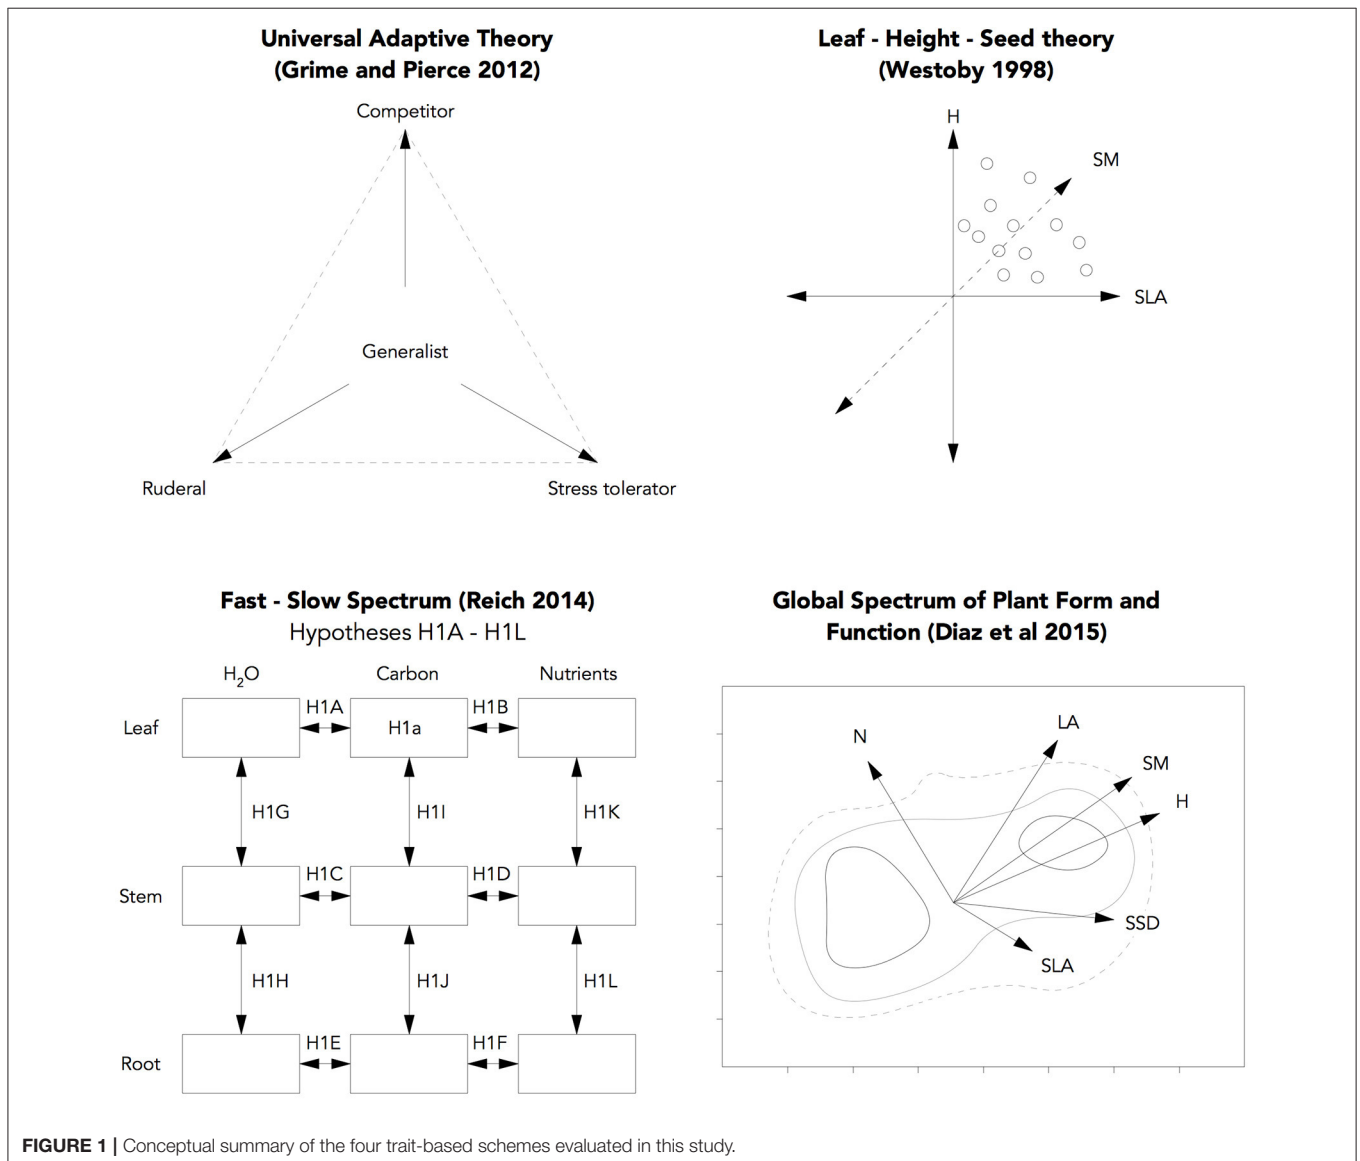 Universal Adaptive Theory
(Grime and Pierce 2012)
Competitor
Generalist
Ruderal
Stress tolerator
Leaf - Height - Seed theory
(Westoby 1998)
H
SM
SLA
Fast - Slow Spectrum (Reich 2014)
Hypotheses H1A - H1L
H2O
Carbon
Nutrients
Leaf
H1A
H1a
H1B
H1G
H1I
H1K
Stem
H1C
H1D
H1H
H1J
H1L
Root
H1E
H1F
Global Spectrum of Plant Form and
Function (Diaz et al 2015)
N
LA
SM
H
SSD
SLA
FIGURE 1 | Conceptual summary of the four trait-based schemes evaluated in this study.